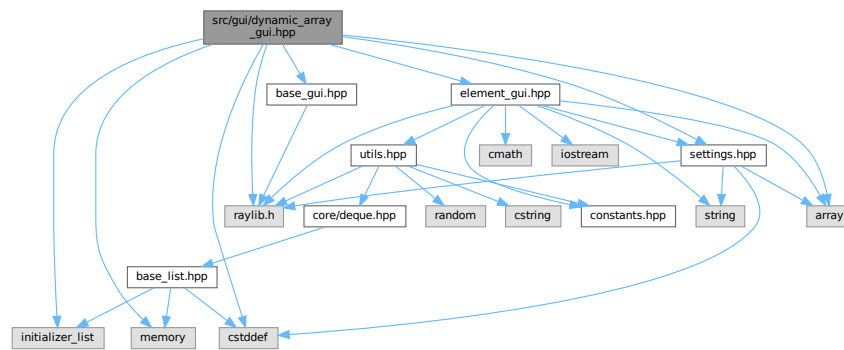 src/gui/dynamic_array
_gui.hpp
base_gui.hpp
element_gui.hpp
utils.hpp
cmath
iostream
settings.hpp
raylib.h
core/deque.hpp
random
cstring
constants.hpp
string
array
base_list.hpp
initializer_list
memory
cstddef